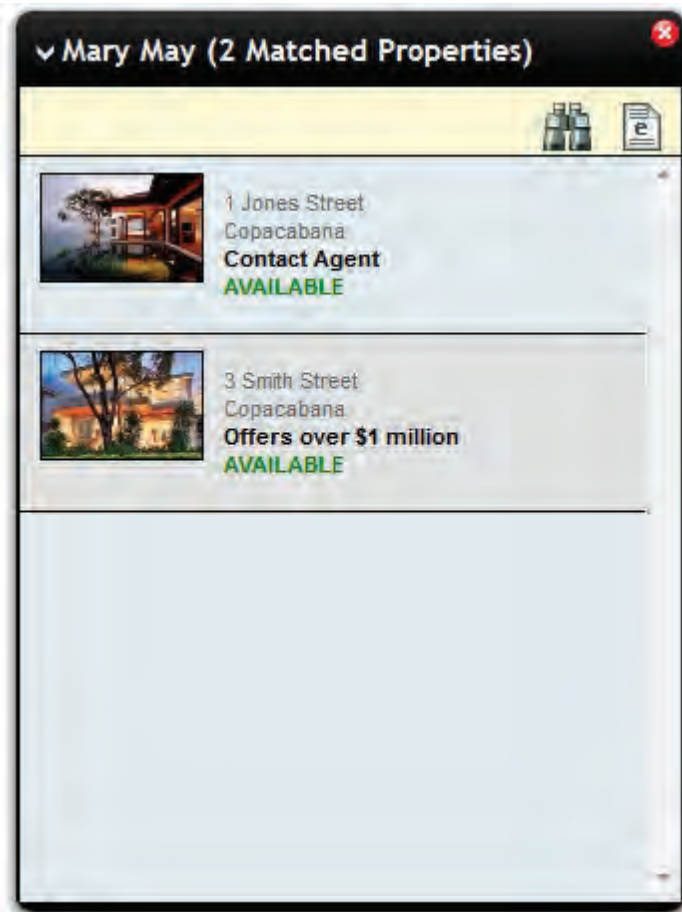 Mary May (2 Matched Properties)
e
1 Jones Street
Copacabana
Contact Agent
AVAILABLE
3 Smith Street
Copacabana
Offers over $1 million
AVAILABLE